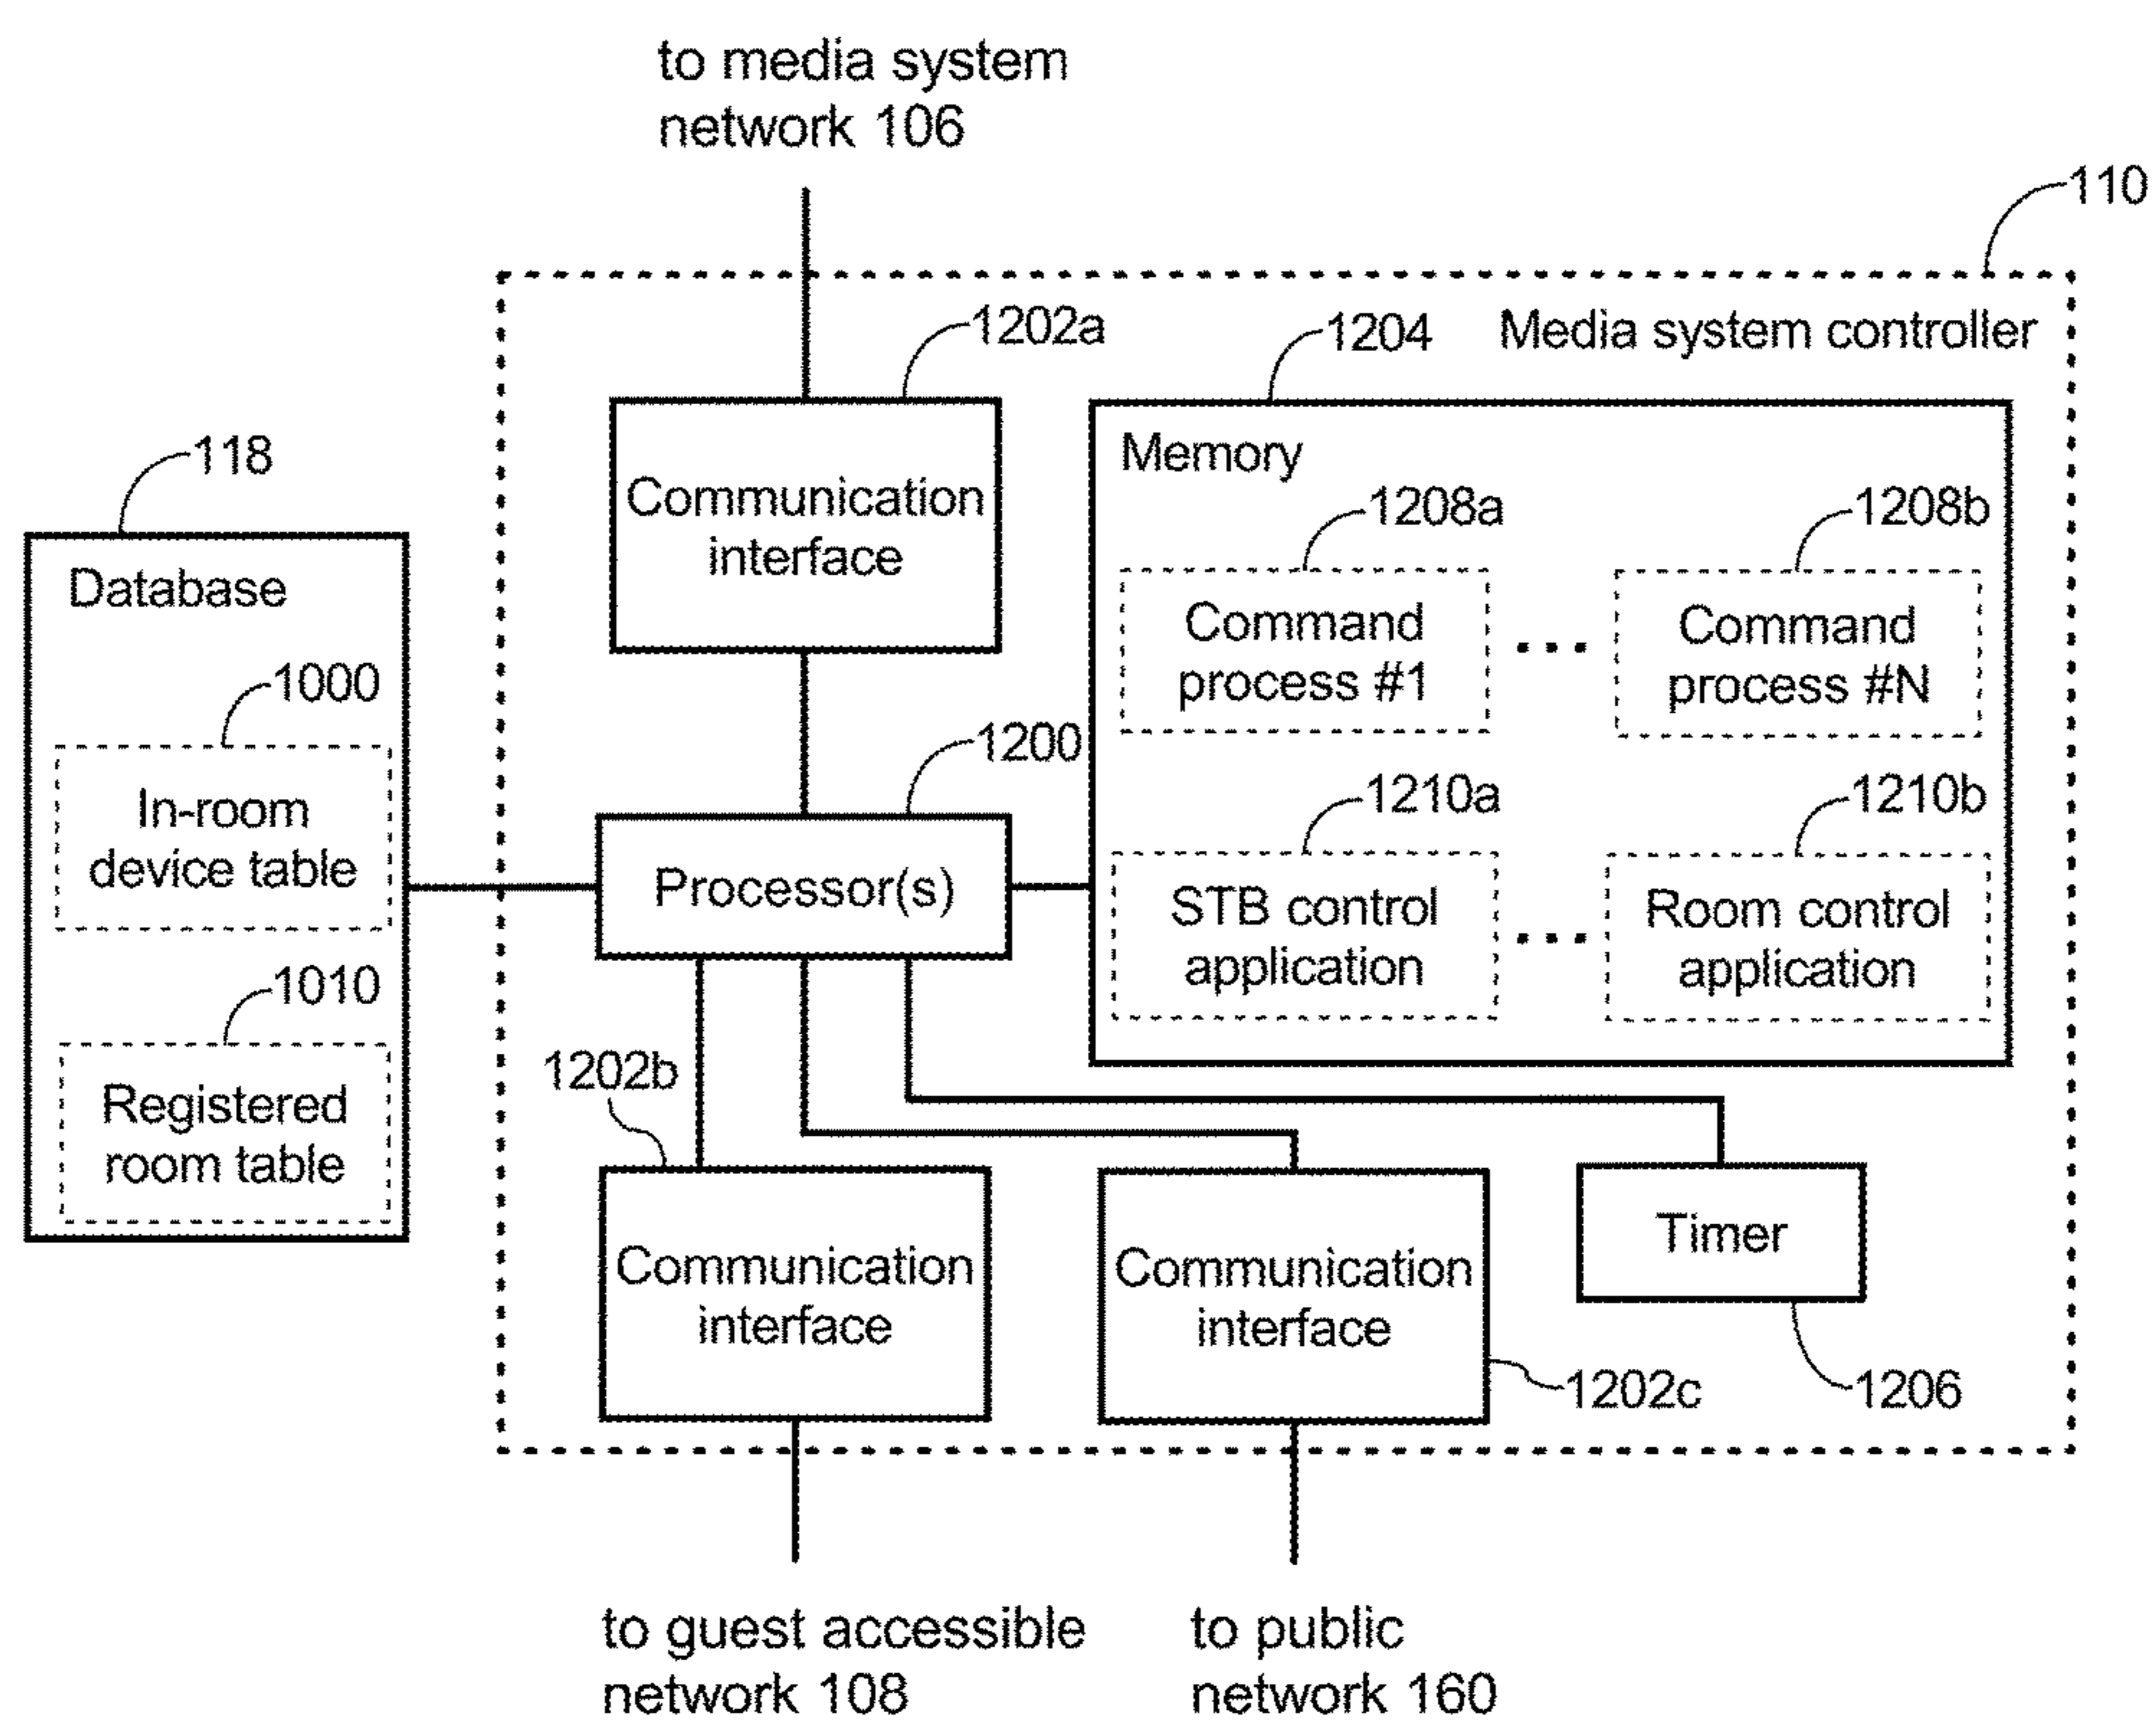 to media system
network 106
110
1202a
1204
Media system controller
118
Memory
Communication
interface
1208a
1208b
Database
Command
process #1
...
Command
process #N
1000
1200
In-room
device table
1210a
1210b
Processor(s)
STB control
application
...
Room control
application
1010
Registered
room table
1202b
Communication
interface
Communication
interface
Timer
1202c
1206
to guest accessible
network 108
to public
network 160